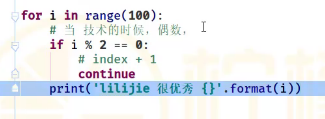 for i in range(100):
    # 当 技术的时候，偶数，
    if i % 2 == 0:
        # index + 1
        continue
    print('lilijie 很优秀 {}'.format(i))